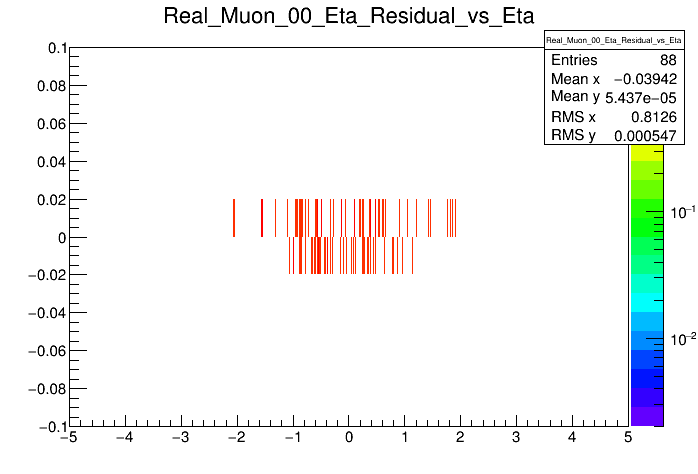 Real_Muon_00_Eta_Residual_vs_Eta
Real_Muon_00_Eta_Residual_vs_Eta
Entries 88
Mean x −0.03942
Mean y 5.437e−05
RMS x 0.8126
RMS y 0.000547
0.1
0.08
0.06
0.04
0.02
0
−0.02
−0.04
−0.06
−0.08
−0.1
−5 −4 −3 −2 −1 0 1 2 3 4 5
10−1
10−2